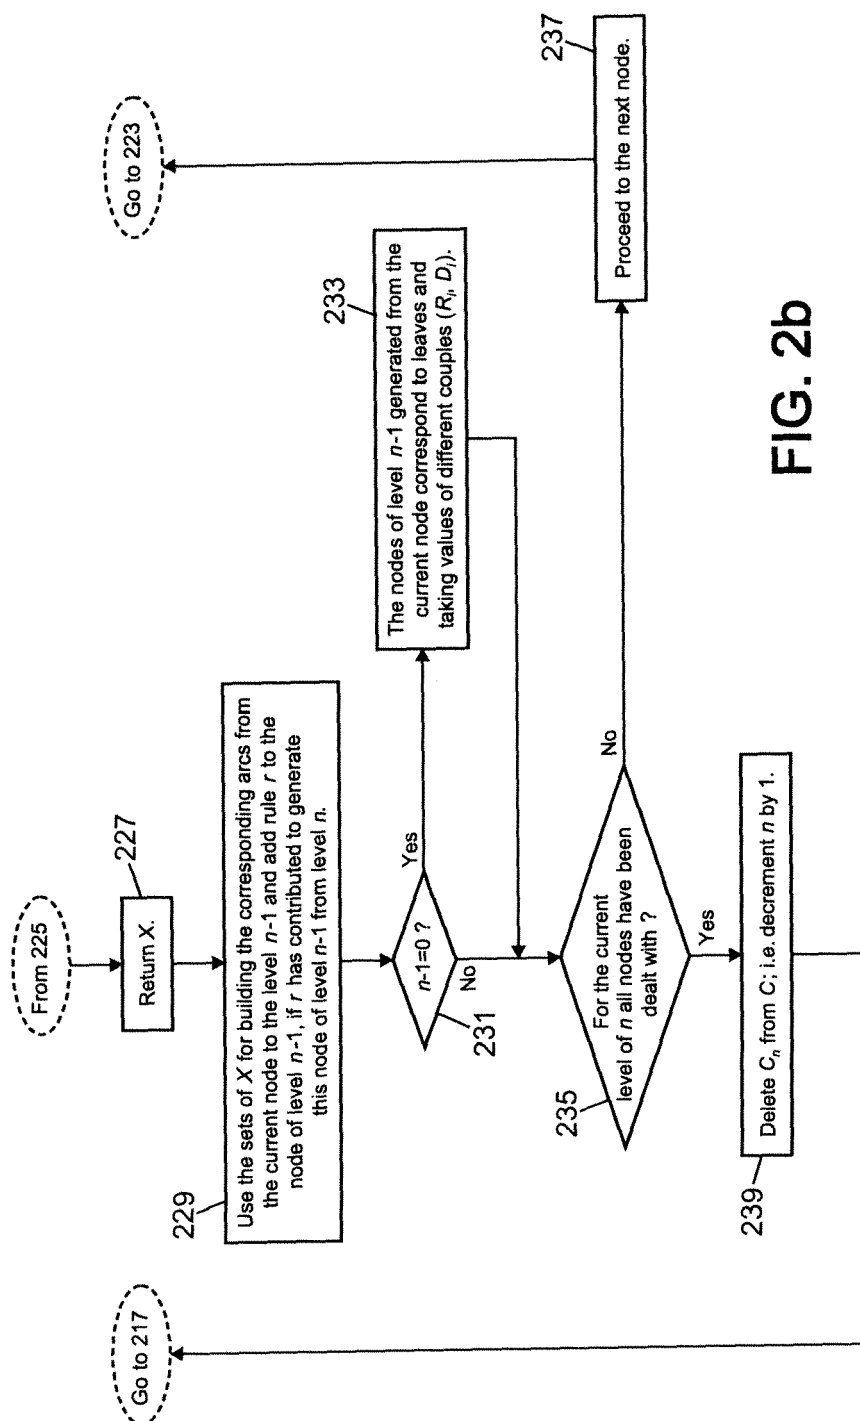 From 225
227
Return X.
229
Use the sets of X for building the corresponding arcs from
the current node to the level n-1 and add rule r to the
node of level n-1, if r has contributed to generate
this node of level n-1 from level n.
n-1=0 ?
231
Yes
No
233
The nodes of level n-1 generated from the
current node correspond to leaves and
taking values of different couples (Ri, Di).
For the current
level of n all nodes have been
dealt with ?
235
No
Yes
237
Proceed to the next node.
Go to 223
Delete Cn from C; i.e. decrement n by 1.
239
Go to 217
FIG. 2b